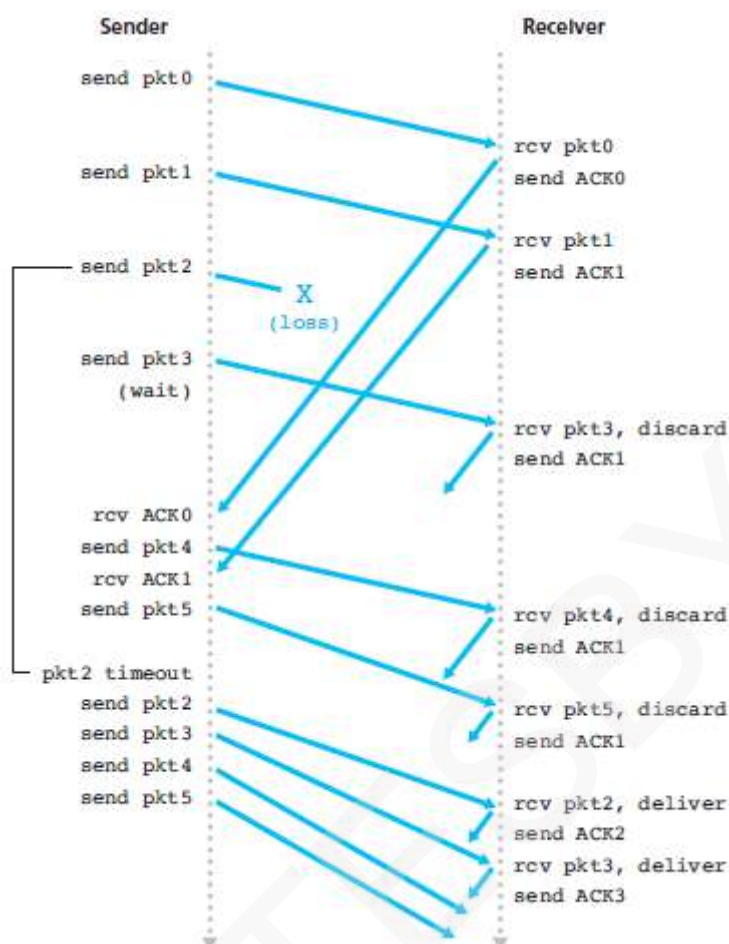 Sender
Receiver
send pkt0
rcv pkt0
send ACK0
send pkt1
rcv pkt1
send ACK1
send pkt2
X
(loss)
send pkt3
(wait)
rcv pkt3, discard
send ACK1
rcv ACK0
send pkt4
rcv ACK1
send pkt5
rcv pkt4, discard
send ACK1
pkt2 timeout
send pkt2
send pkt3
send pkt4
send pkt5
rcv pkt5, discard
send ACK1
rcv pkt2, deliver
send ACK2
rcv pkt3, deliver
send ACK3